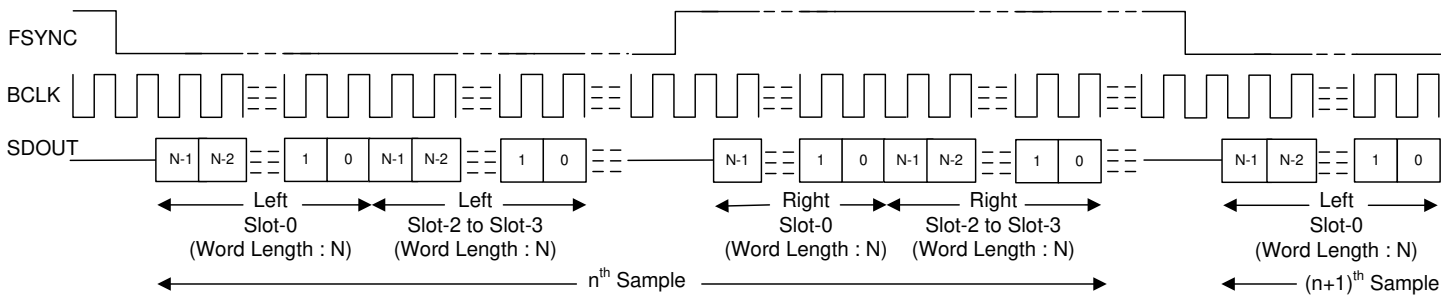 FSYNC
BCLK
SDOUT
N-1 N-2 1 0 N-1 N-2 1 0 N-1 1 0 N-1 N-2 1 0 N-1 N-2 1 0
Left Left Right Right Left
Slot-0 Slot-2 to Slot-3 Slot-0 Slot-2 to Slot-3 Slot-0
(Word Length : N) (Word Length : N) (Word Length : N) (Word Length : N) (Word Length : N)
nth Sample (n+1)th Sample